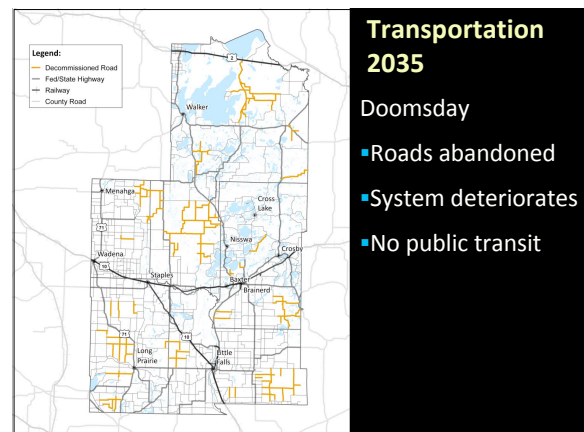 Legend:
Decommissioned Road
Fed/State Highway
Railway
County Road
2
Walker
Menahga
Cross
Lake
71
Nisswa
Crosby
Wadena
10
Staples
Baxter
Brainerd
71
10
Long
Prairie
Little
Falls
Transportation
2035
Doomsday
▪Roads abandoned
▪System deteriorates
▪No public transit